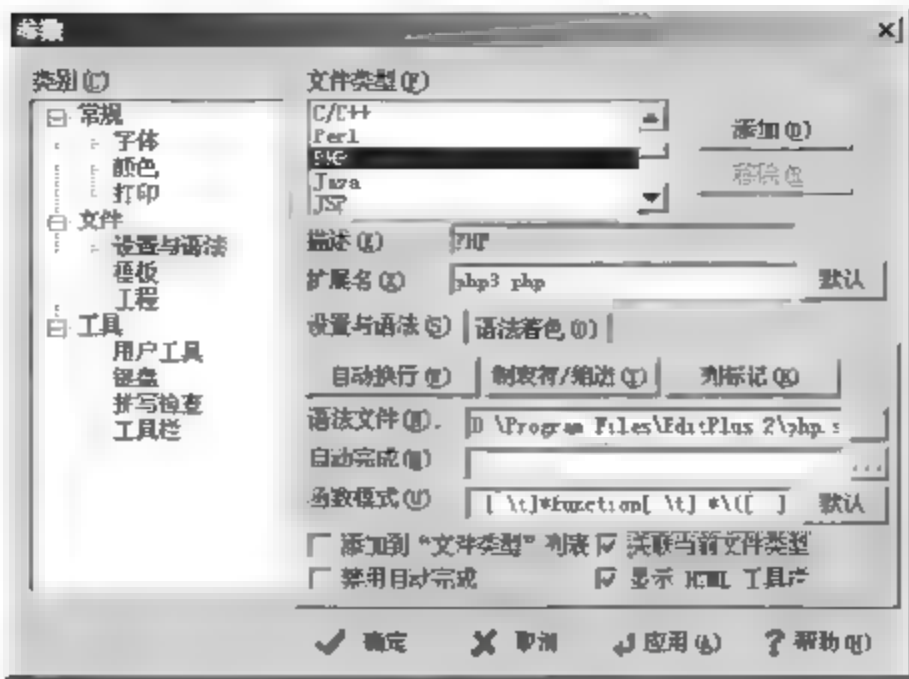 参数
类别(C)
常规
字体
颜色
打印
文件
设置与语法
模板
工程
工具
用户工具
键盘
拼写检查
工具栏
文件类型(F)
C/C++
Perl
PHP
Java
JSP
添加(D)
移除(R)
描述(E)
PHP
扩展名(X)
php3 php
默认
设置与语法(S) 语法着色(O)
自动换行(W) 制表符/缩进(T) 列标记(K)
语法文件(N).
D \Program Files\EditPlus 2\php.s
自动完成(M)
...
函数模式(U)
[ \t]*function[ \t] *\([ ]
默认
添加到“文件类型”列表 关联当前文件类型
禁用自动完成 显示 HTML 工具栏
确定 取消 应用(A) 帮助(H)